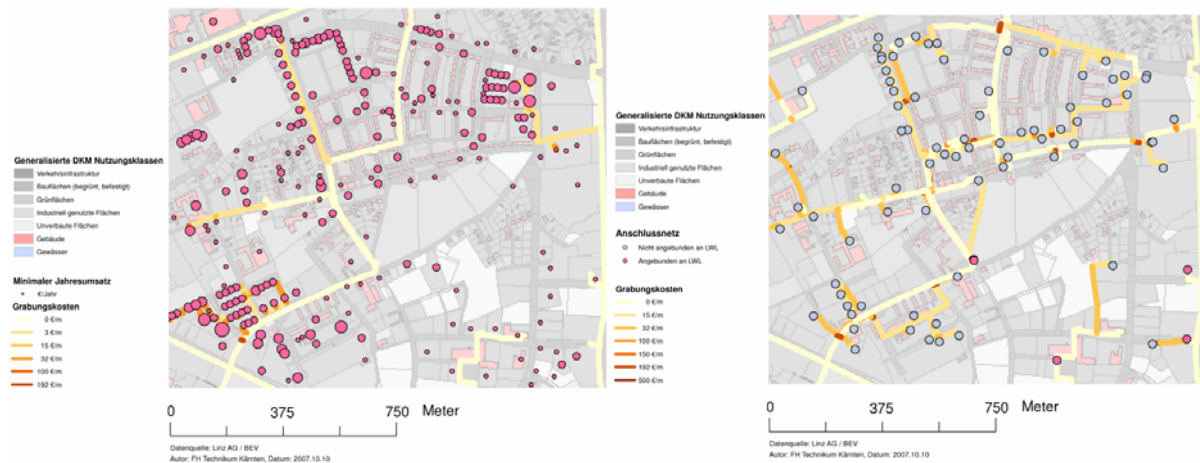 Generalisierte DKM Nutzungsklassen
Verkehrsinfrastruktur
Bauflächen (begrünt, befestigt)
Grünflächen
Industriell genutzte Flächen
Unverbaute Flächen
Gebäude
Gewässer
Minimaler Jahresumsatz
€/Jahr
Grabungskosten
0 €/m
3 €/m
15 €/m
32 €/m
100 €/m
192 €/m
0 375 750 Meter
Datenquelle: Linz AG / BEV
Autor: FH Technikum Kärnten, Datum: 2007.10.10
Generalisierte DKM Nutzungsklassen
Verkehrsinfrastruktur
Bauflächen (begrünt, befestigt)
Grünflächen
Industriell genutzte Flächen
Unverbaute Flächen
Gebäude
Gewässer
Anschlussnetz
Nicht angebunden an LWL
Angebunden an LWL
Grabungskosten
0 €/m
15 €/m
32 €/m
100 €/m
150 €/m
192 €/m
500 €/m
0 375 750 Meter
Datenquelle: Linz AG / BEV
Autor: FH Technikum Kärnten, Datum: 2007.10.10